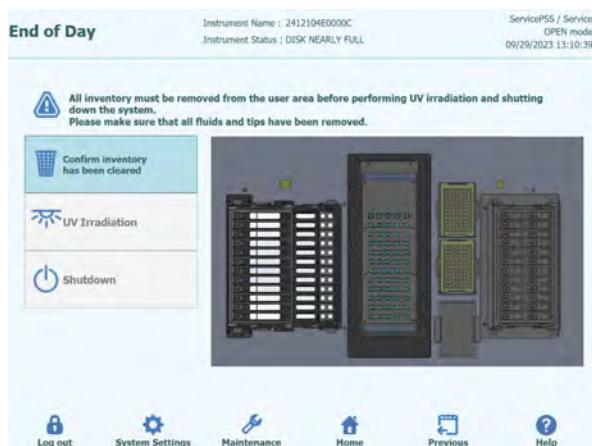 End of Day
Instrument Name : 2412104E0000C
Instrument Status : DISK NEARLY FULL
ServicePSS / Service
OPEN mode
09/29/2023 13:10:39
All inventory must be removed from the user area before performing UV irradiation and shutting
down the system.
Please make sure that all fluids and tips have been removed.
Confirm inventory
has been cleared
UV Irradiation
Shutdown
Log out
System Settings
Maintenance
Home
Previous
Help